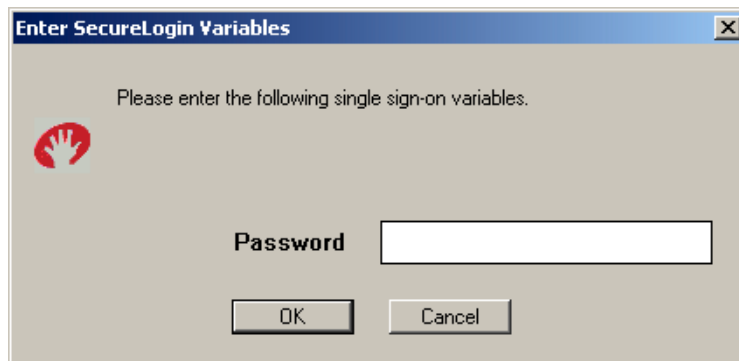 Enter SecureLogin Variables
Please enter the following single sign-on variables.
Password
OK Cancel